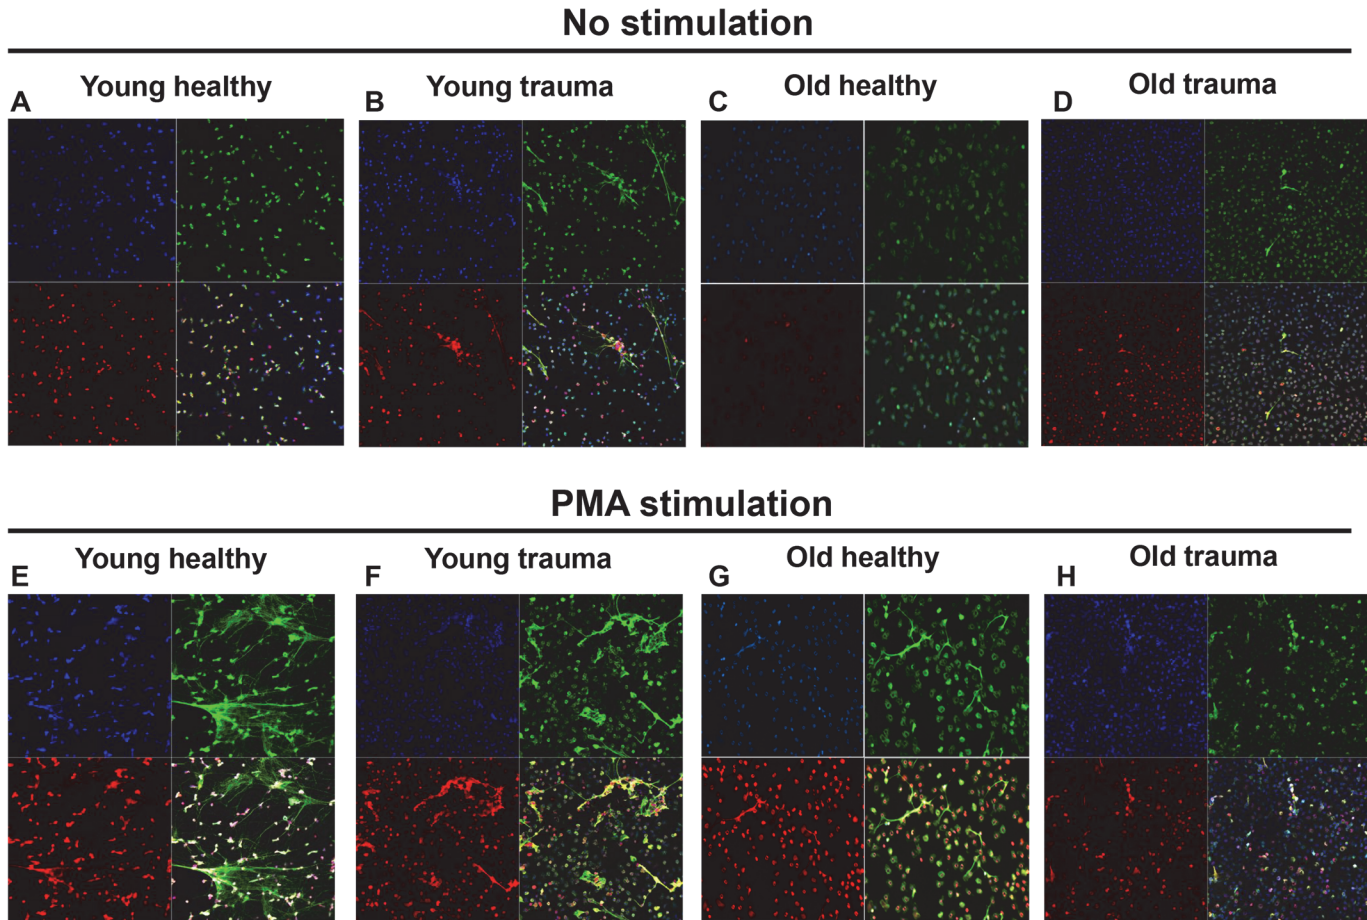 No stimulation
A Young healthy B Young trauma C Old healthy D Old trauma
PMA stimulation
E Young healthy F Young trauma G Old healthy H Old trauma